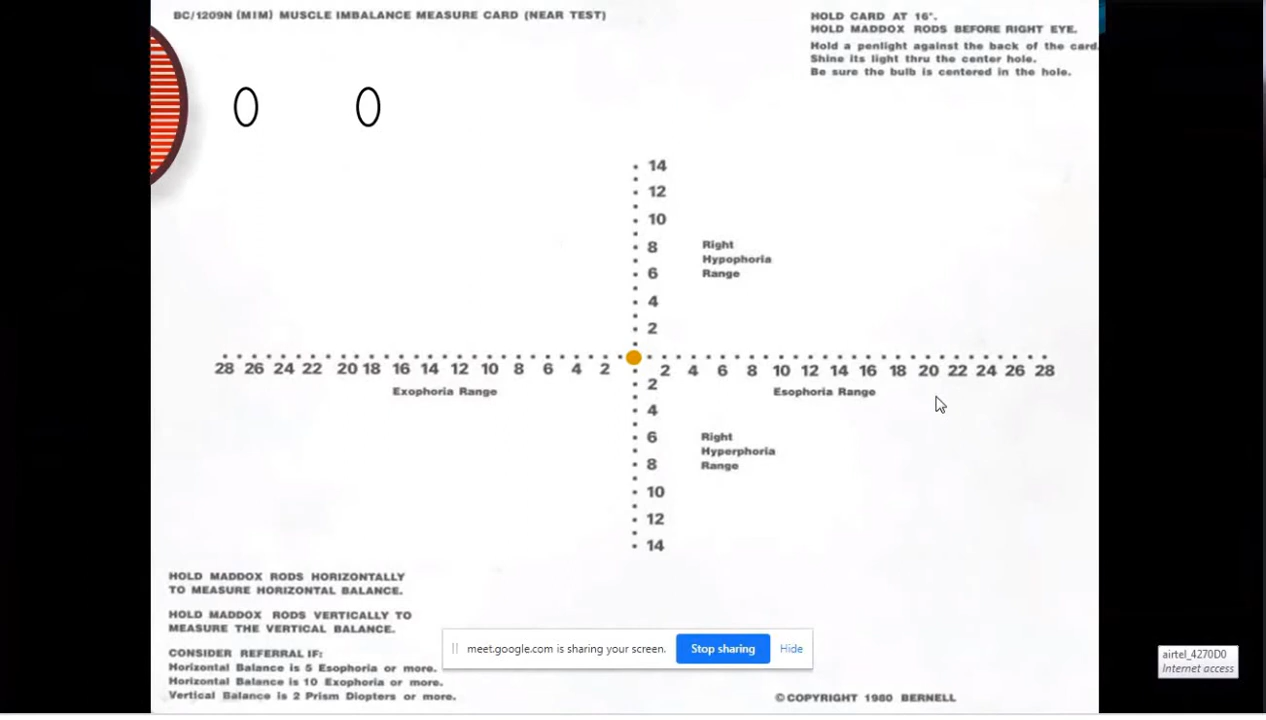 BC/1209N (MIM) MUSCLE IMBALANCE MEASURE CARD (NEAR TEST)
HOLD CARD AT 16".
HOLD MADDOX RODS BEFORE RIGHT EYE.
Hold a penlight against the back of the card.
Shine its light thru the center hole.
Be sure the bulb is centered in the hole.
14
12
10
8
6
4
2
Right
Hypophoria
Range
28 26 24 22 20 18 16 14 12 10 8 6 4 2
2 4 6 8 10 12 14 16 18 20 22 24 26 28
Exophoria Range
Esophoria Range
2
4
6
8
10
12
14
Right
Hyperphoria
Range
HOLD MADDOX RODS HORIZONTALLY
TO MEASURE HORIZONTAL BALANCE.
HOLD MADDOX RODS VERTICALLY TO
MEASURE THE VERTICAL BALANCE.
CONSIDER REFERRAL IF:
Horizontal Balance is 5 Esophoria or more.
Horizontal Balance is 10 Exophoria or more.
Vertical Balance is 2 Prism Diopters or more.
meet.google.com is sharing your screen.
Stop sharing
Hide
airtel_4270D0
Internet access
©COPYRIGHT 1980 BERNELL